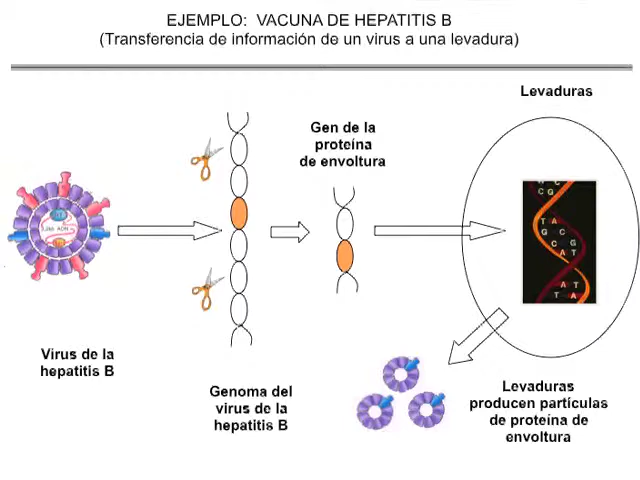 EJEMPLO: VACUNA DE HEPATITIS B
(Transferencia de información de un virus a una levadura)
Levaduras
Gen de la
proteína
de envoltura
C C
C G
T A
G C
C G
A T
A T
T A
ADN
Virus de la
hepatitis B
Genoma del
virus de la
hepatitis B
Levaduras
producen partículas
de proteína de
envoltura